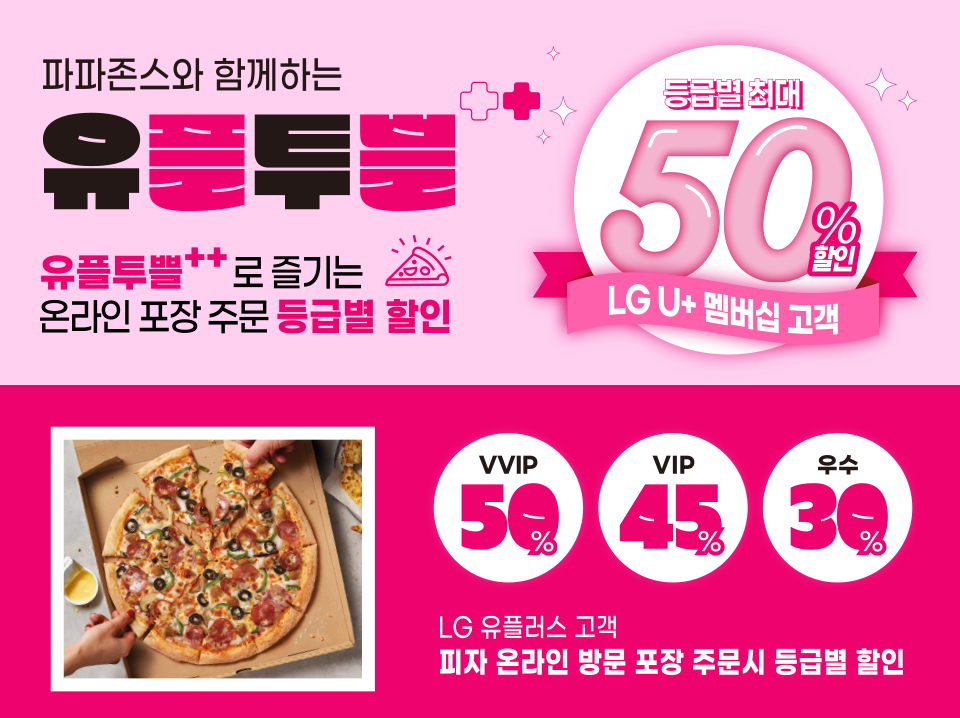 파파존스와 함께하는
유플투쁠
유플투쁠++로 즐기는
온라인 포장 주문 등급별 할인
등급별 최대
50%
할인
LG U+ 멤버십 고객
VVIP
50%
VIP
45%
우수
30%
LG 유플러스 고객
피자 온라인 방문 포장 주문시 등급별 할인